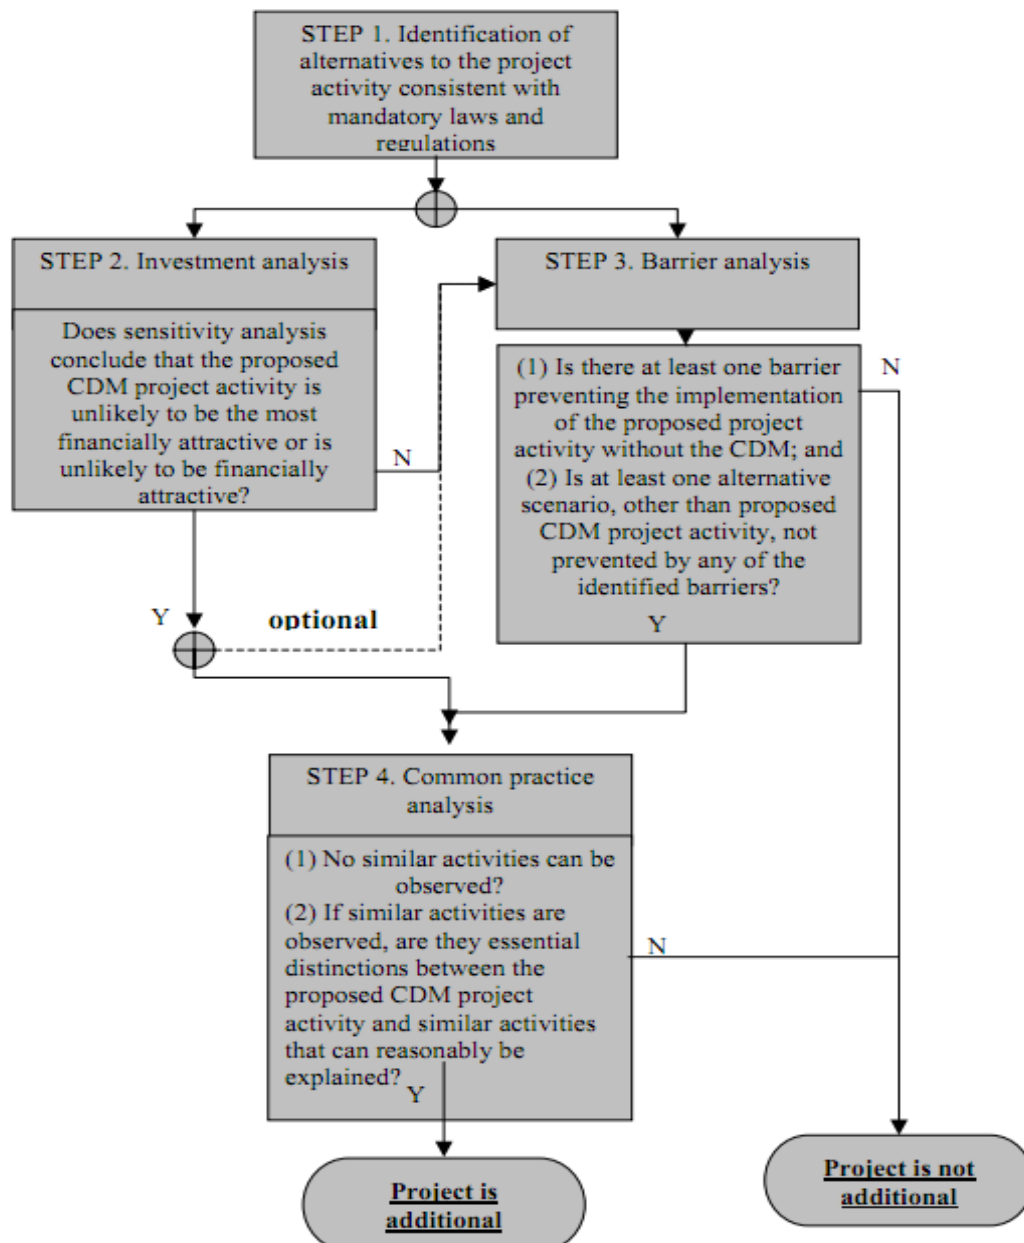 STEP 1. Identification of
alternatives to the project
activity consistent with
mandatory laws and
regulations
STEP 2. Investment analysis
Does sensitivity analysis
conclude that the proposed
CDM project activity is
unlikely to be the most
financially attractive or is
unlikely to be financially
attractive?
N
Y
optional
STEP 3. Barrier analysis
(1) Is there at least one barrier
preventing the implementation
of the proposed project
activity without the CDM; and
(2) Is at least one alternative
scenario, other than proposed
CDM project activity, not
prevented by any of the
identified barriers?
Y
N
STEP 4. Common practice
analysis
(1) No similar activities can be
observed?
(2) If similar activities are
observed, are they essential
distinctions between the
proposed CDM project
activity and similar activities
that can reasonably be
explained?
Y
N
Project is
additional
Project is not
additional